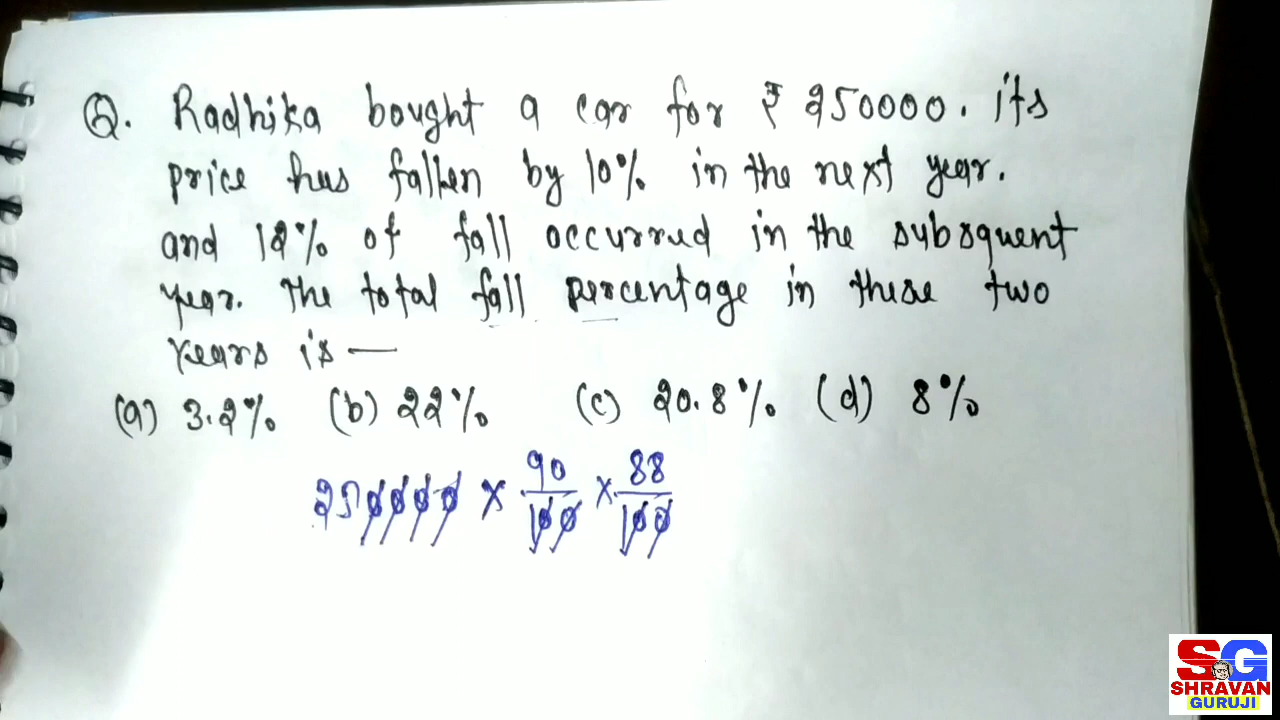 Q. Radhika bought a car for ₹ 250000. its
price has fallen by 10% in the next year.
and 12% of fall occurred in the subsquent
year. The total fall percentage in these two
years is —
(a) 3.2% (b) 22% (c) 20.8% (d) 8%
250000 × 90/100 × 88/100
SG
SHRAVAN
GURUJI